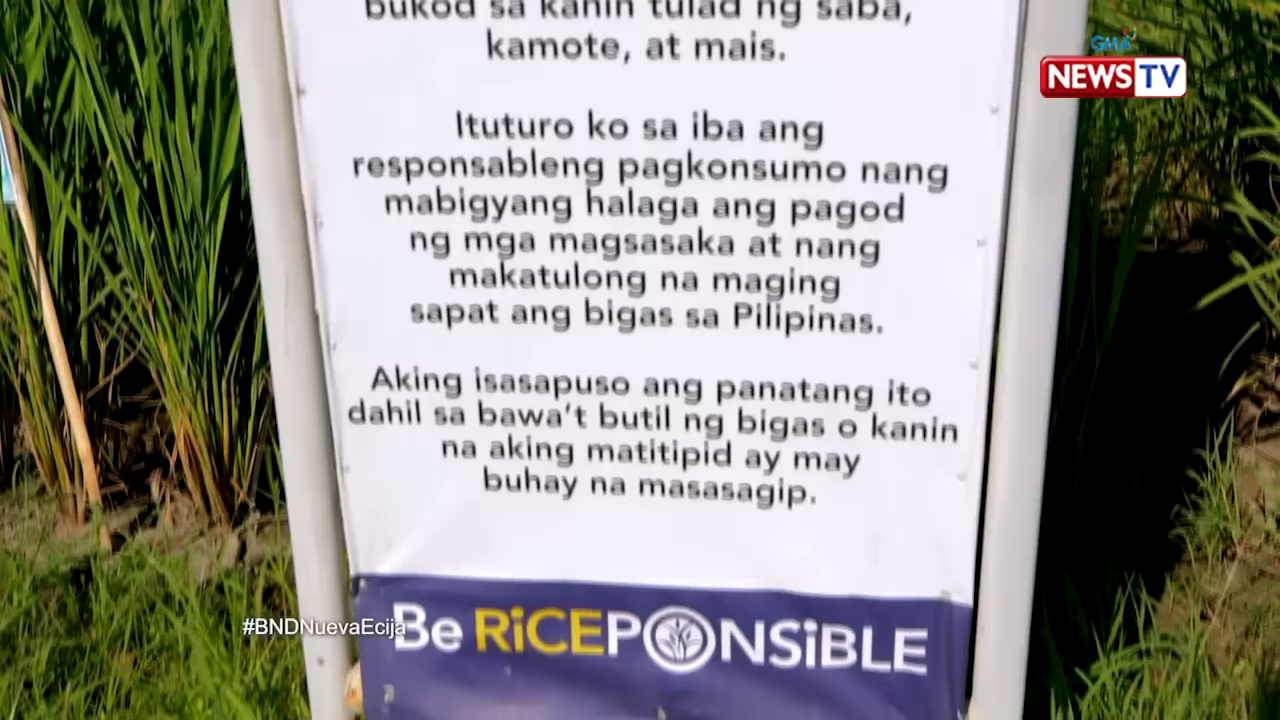 bukod sa kanin tulad ng saba,
kamote, at mais.
Ituturo ko sa iba ang
responsableng pagkonsumo nang
mabigyang halaga ang pagod
ng mga magsasaka at nang
makatulong na maging
sapat ang bigas sa Pilipinas.
Aking isasapuso ang panatang ito
dahil sa bawa't butil ng bigas o kanin
na aking matitipid ay may
buhay na masasagip.
Be RiCEPONSiBLE
#BNDNuevaEcija
GMA
NEWS TV